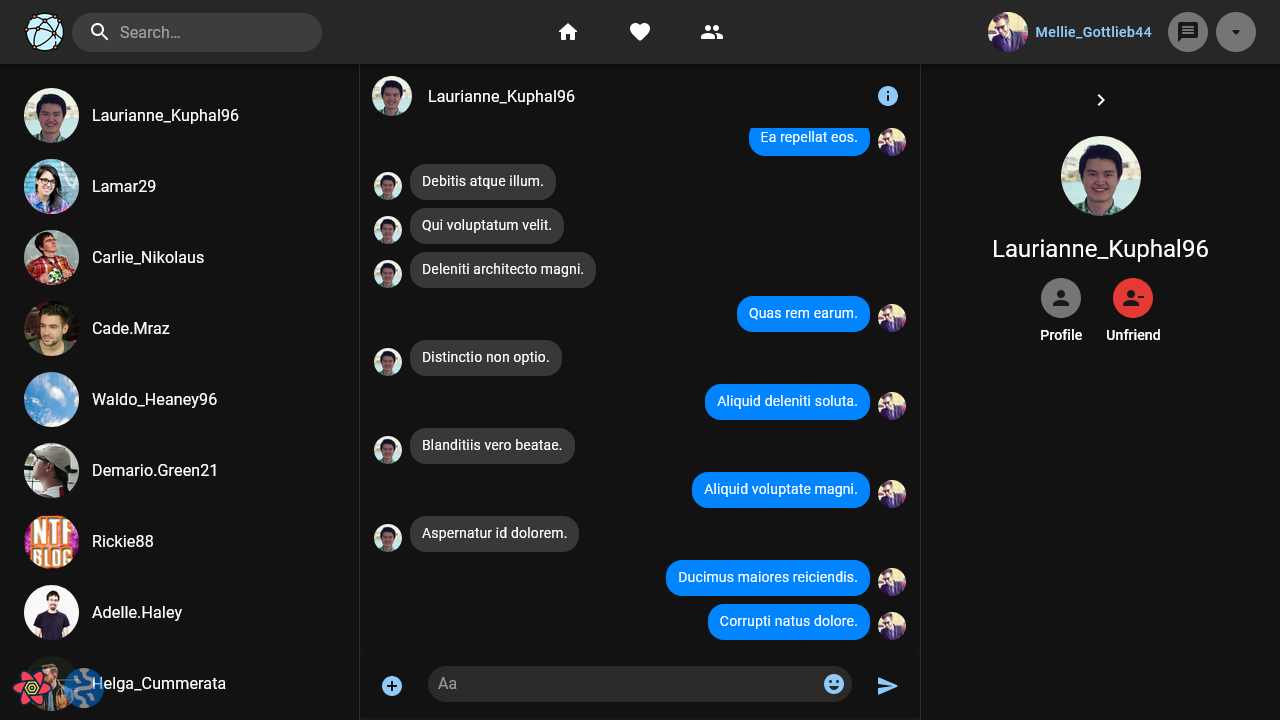 Search...
Mellie_Gottlieb44
Laurianne_Kuphal96
Lamar29
Carlie_Nikolaus
Cade.Mraz
Waldo_Heaney96
Demario.Green21
NTF
BLOG
Rickie88
Adelle.Haley
Helga_Cummerata
Laurianne_Kuphal96
Ea repellat eos.
Debitis atque illum.
Qui voluptatum velit.
Deleniti architecto magni.
Quas rem earum.
Distinctio non optio.
Aliquid deleniti soluta.
Blanditiis vero beatae.
Aliquid voluptate magni.
Aspernatur id dolorem.
Ducimus maiores reiciendis.
Corrupti natus dolore.
Aa
Laurianne_Kuphal96
Profile
Unfriend